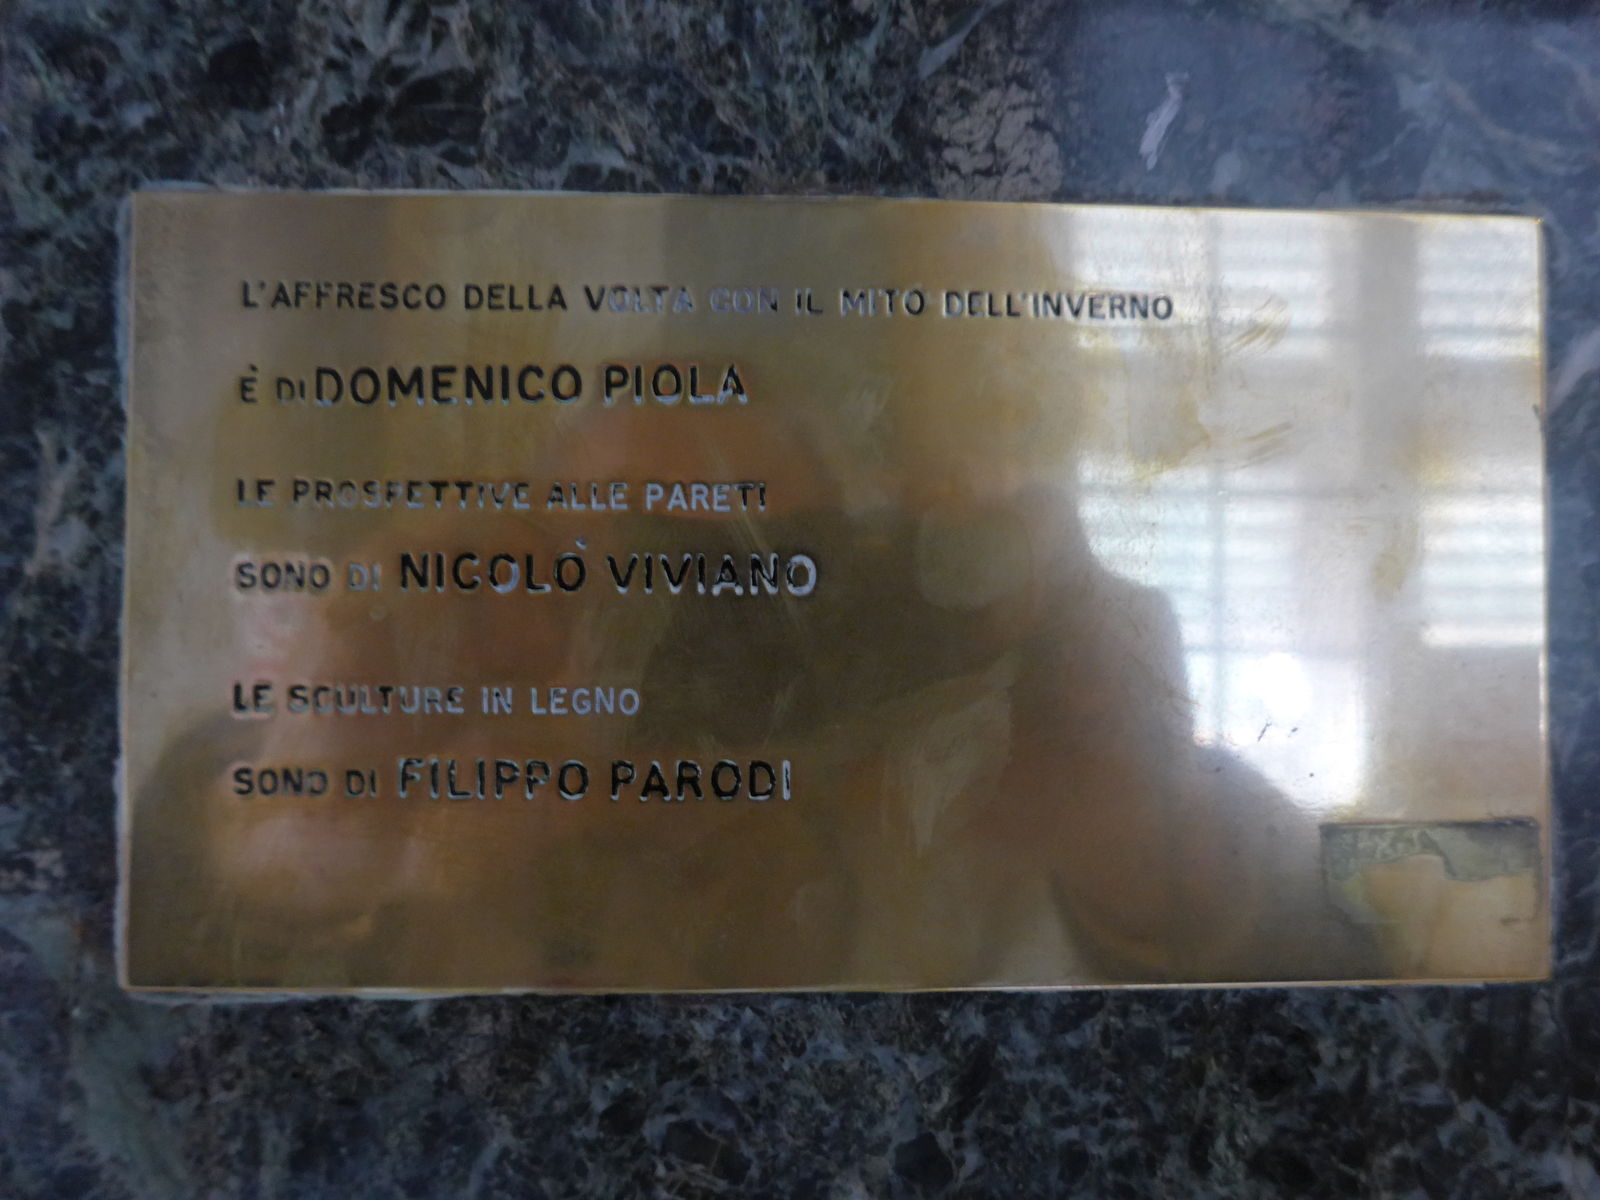 L'AFFRESCO DELLA VOLTA CON IL MITO DELL'INVERNO
È DI DOMENICO PIOLA
LE PROSPETTIVE ALLE PARETI
SONO DI NICOLÒ VIVIANO
LE SCULTURE IN LEGNO
SONO DI FILIPPO PARODI